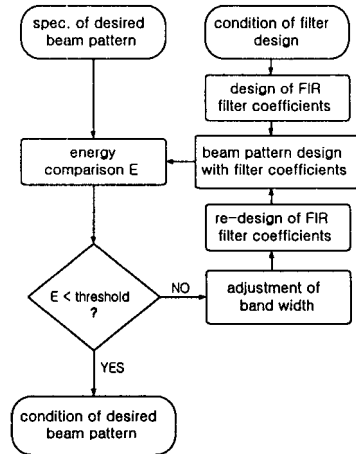 spec. of desired
beam pattern
condition of filter
design
design of FIR
filter coefficients
energy
comparison E
beam pattern design
with filter coefficients
re-design of FIR
filter coefficients
E < threshold
?
NO
adjustment of
band width
YES
condition of desired
beam pattern